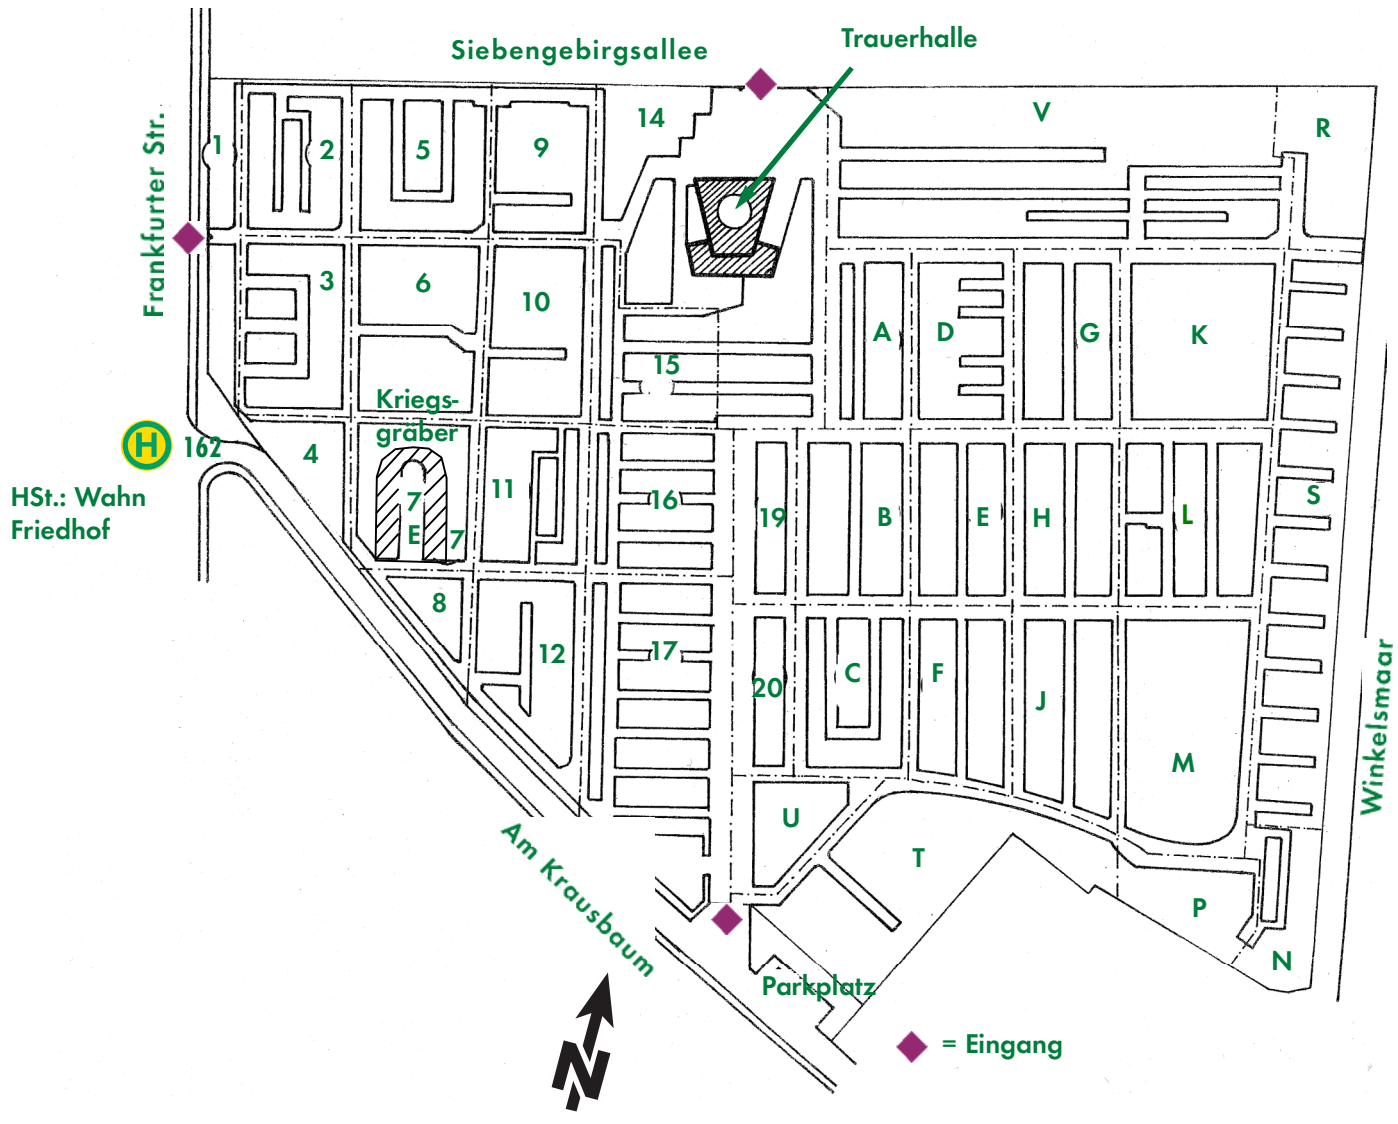 Trauerhalle
Siebengebirgsallee
V
14
R
1
2
5
9
Frankfurter Str.
3
6
10
A
D
G
K
15
Kriegs-
gräber
H
162
4
HSt.: Wahn
Friedhof
7
E
7
11
16
19
B
E
H
L
S
8
12
17
20
C
F
J
M
Winkelsmaar
U
T
P
N
Am Krausbaum
Parkplatz
= Eingang
N